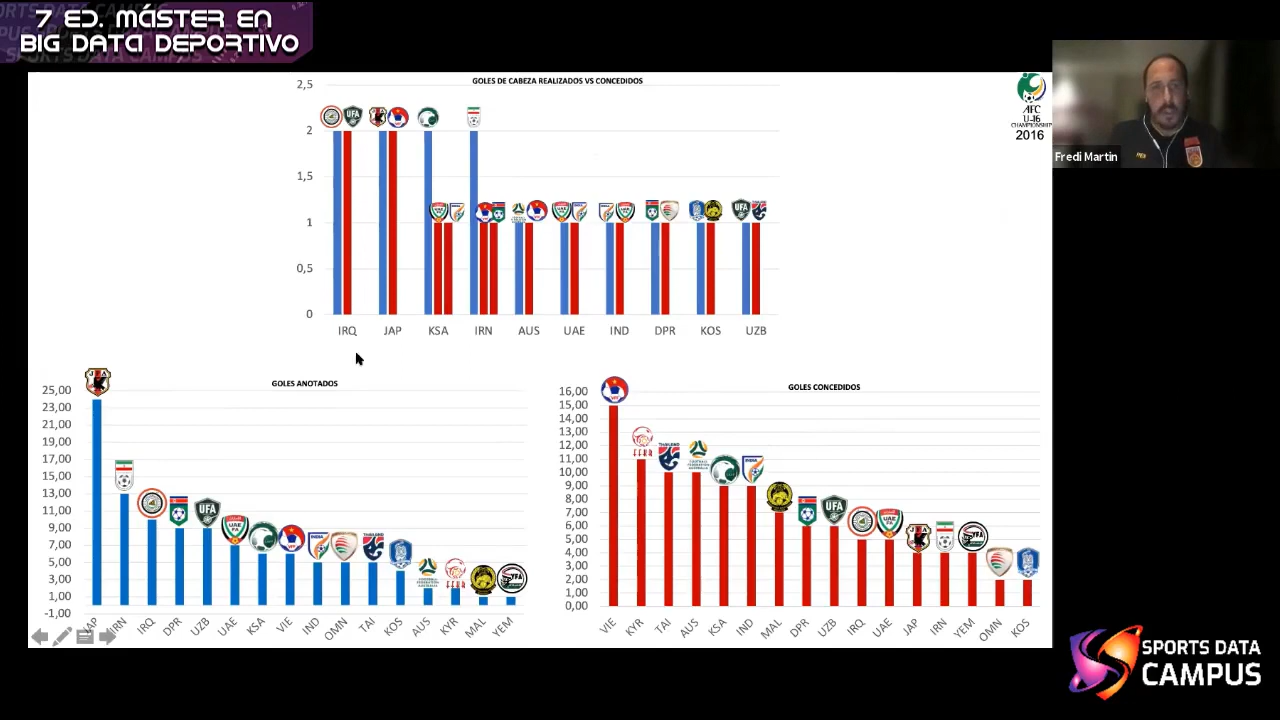 7 ED. MÁSTER EN
BIG DATA DEPORTIVO
GOLES DE CABEZA REALIZADOS VS CONCEDIDOS
2,5
2
1,5
1
0,5
0
IRQ JAP KSA IRN AUS UAE IND DPR KOS UZB
AFC
U-16
CHAMPIONSHIP
2016
Fredi Martin
GOLES ANOTADOS
25,00
23,00
21,00
19,00
17,00
15,00
13,00
11,00
9,00
7,00
5,00
3,00
1,00
-1,00
JAP IRN IRQ DPR UZB UAE KSA VIE IND OMN TAI KOS AUS KYR MAL YEM
GOLES CONCEDIDOS
16,00
15,00
14,00
13,00
12,00
11,00
10,00
9,00
8,00
7,00
6,00
5,00
4,00
3,00
2,00
1,00
0,00
VIE KYR TAI AUS KSA IND MAL DPR UZB IRQ UAE JAP IRN YEM OMN KOS
SPORTS DATA
CAMPUS